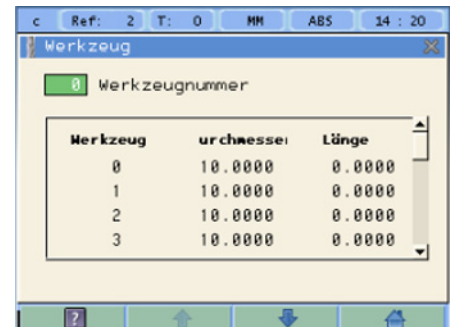 c Ref: 2 T: 0 MM ABS 14 : 20
Werkzeug
0 Werkzeugnummer
Werkzeug urchmesser Länge
0 10.0000 0.0000
1 10.0000 0.0000
2 10.0000 0.0000
3 10.0000 0.0000
?